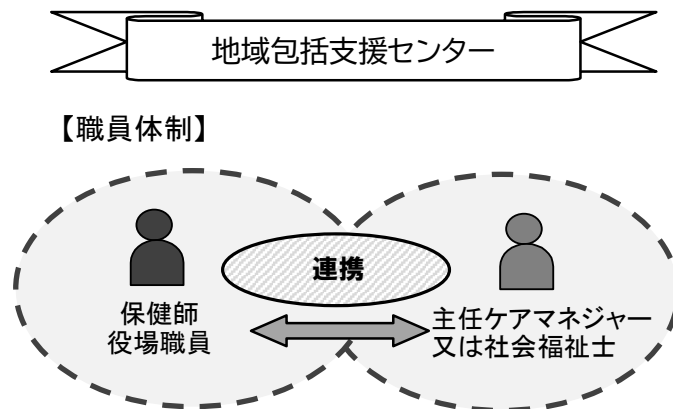 地域包括支援センター
【職員体制】
連携
保健師
役場職員
主任ケアマネジャー
又は社会福祉士